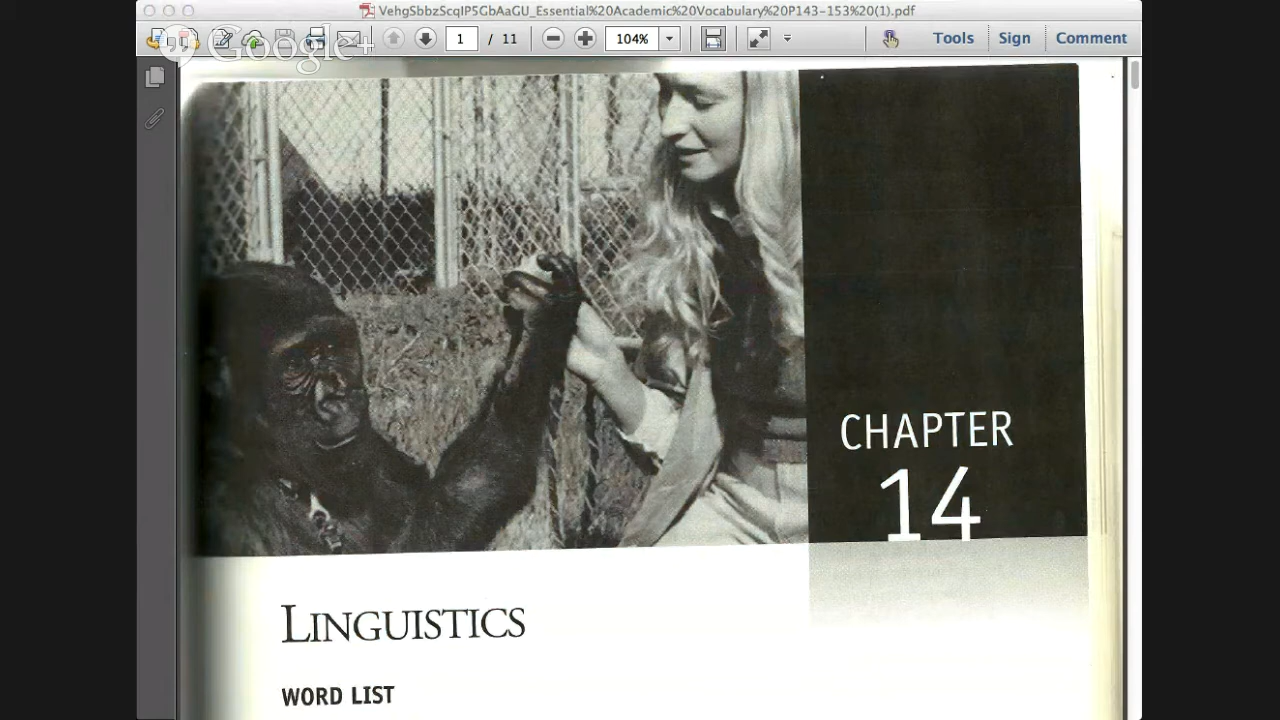 VehgSbbzScqIP5GbAaGU_Essential%20Academic%20Vocabulary%20P143-153%20(1).pdf
Google+
1 / 11
104%
Tools
Sign
Comment
CHAPTER
14
LINGUISTICS
WORD LIST